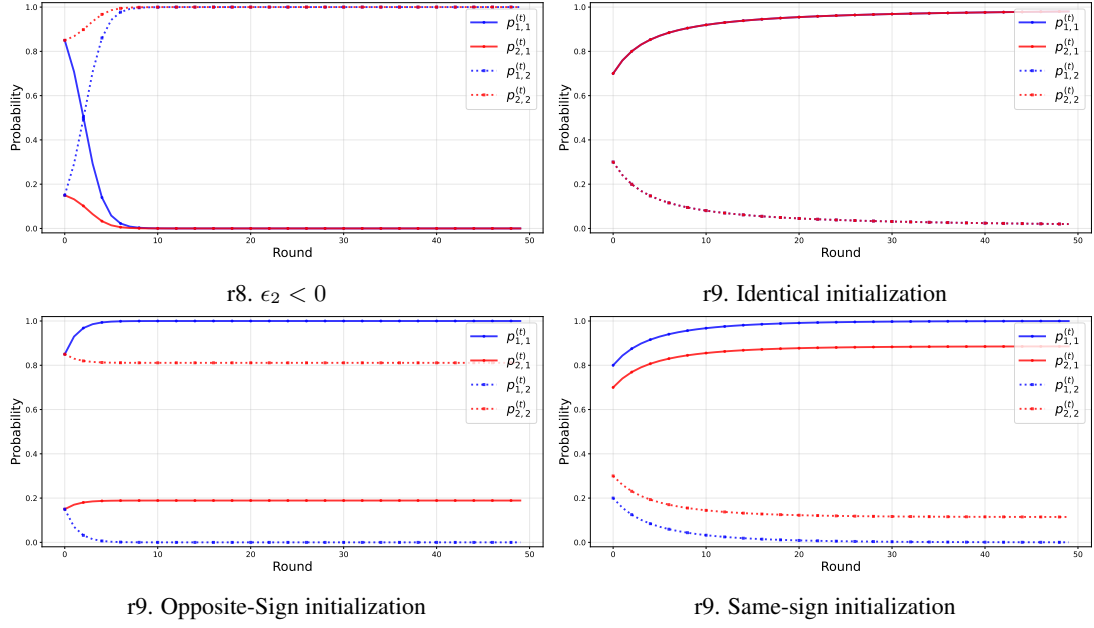 1.0
0.8
0.6
0.4
0.2
0.0
Probability
0 10 20 30 40 50
Round
$p_{1,1}^{(t)}$
$p_{2,1}^{(t)}$
$p_{1,2}^{(t)}$
$p_{2,2}^{(t)}$
r8. $\epsilon_2 < 0$
1.0
0.8
0.6
0.4
0.2
0.0
Probability
0 10 20 30 40 50
Round
$p_{1,1}^{(t)}$
$p_{2,1}^{(t)}$
$p_{1,2}^{(t)}$
$p_{2,2}^{(t)}$
r9. Identical initialization
1.0
0.8
0.6
0.4
0.2
0.0
Probability
0 10 20 30 40 50
Round
$p_{1,1}^{(t)}$
$p_{2,1}^{(t)}$
$p_{1,2}^{(t)}$
$p_{2,2}^{(t)}$
r9. Opposite-Sign initialization
1.0
0.8
0.6
0.4
0.2
0.0
Probability
0 10 20 30 40 50
Round
$p_{1,1}^{(t)}$
$p_{2,1}^{(t)}$
$p_{1,2}^{(t)}$
$p_{2,2}^{(t)}$
r9. Same-sign initialization